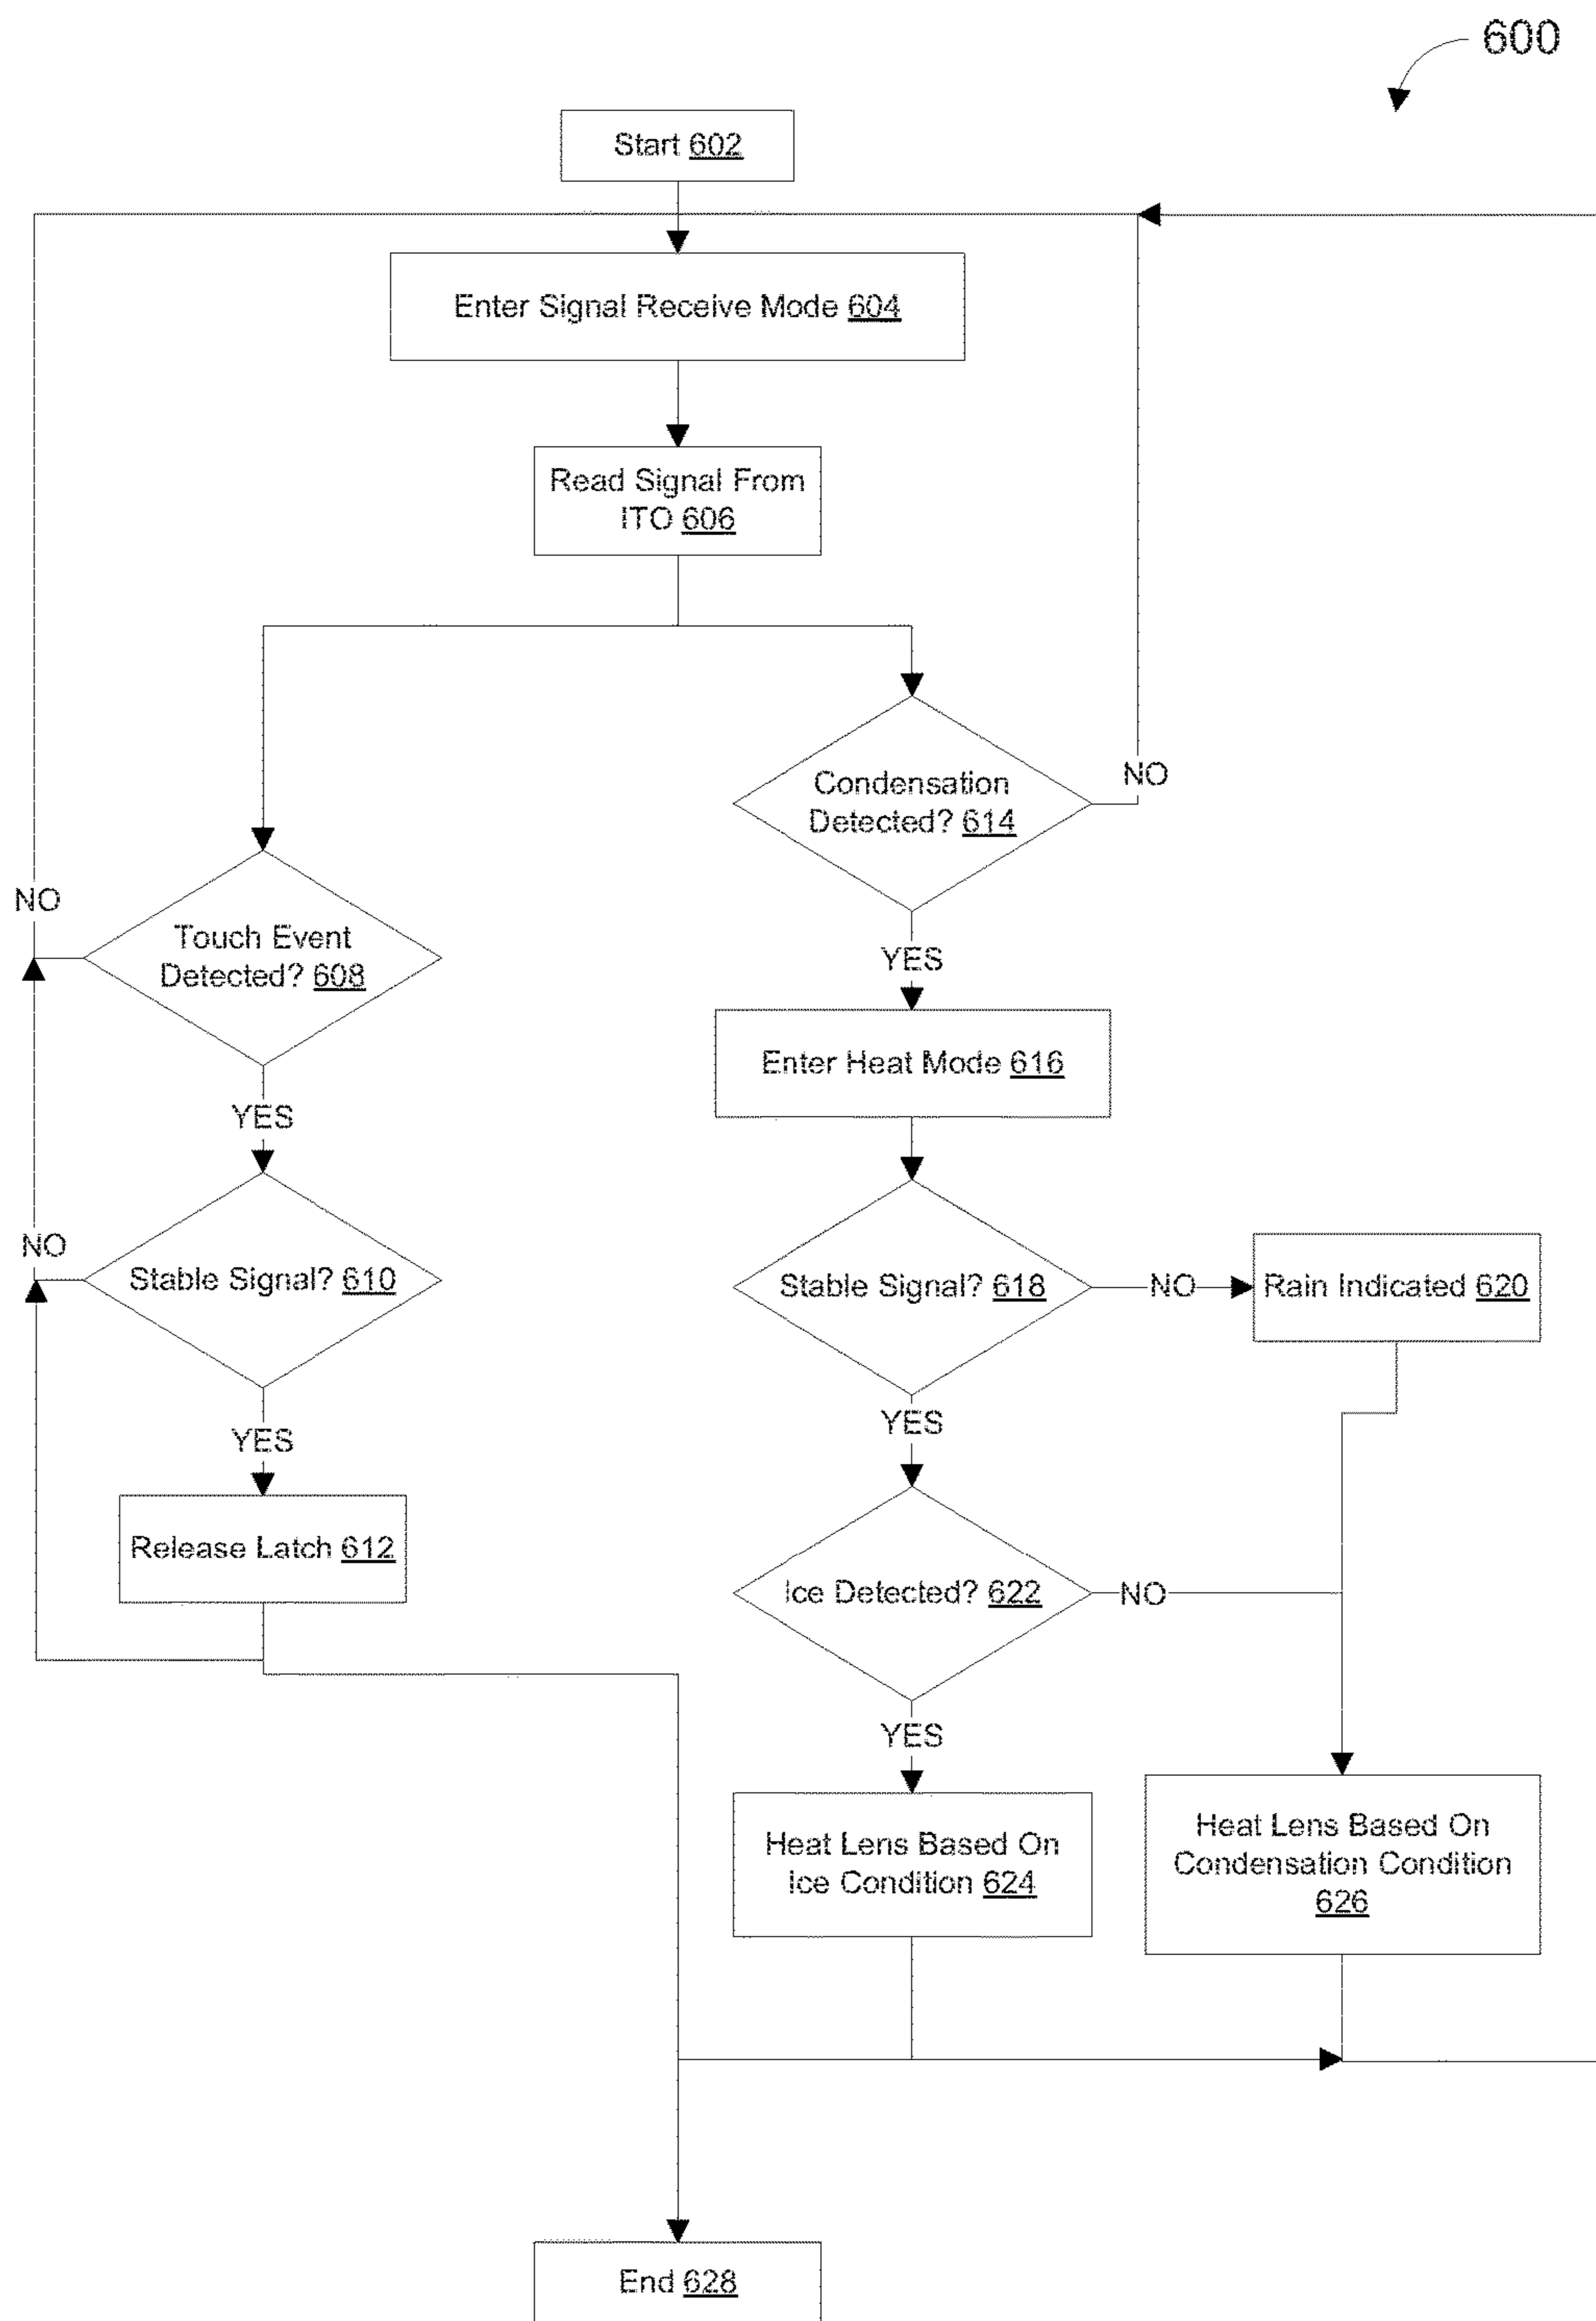 600
Start 602
Enter Signal Receive Mode 604
Read Signal From
ITO 606
Condensation
Detected? 614
NO
NO
Touch Event
Detected? 608
YES
Enter Heat Mode 616
YES
NO
Stable Signal? 610
Stable Signal? 618
NO
Rain Indicated 620
YES
YES
Release Latch 612
Ice Detected? 622
NO
YES
Heat Lens Based On
Ice Condition 624
Heat Lens Based On
Condensation Condition
626
End 628